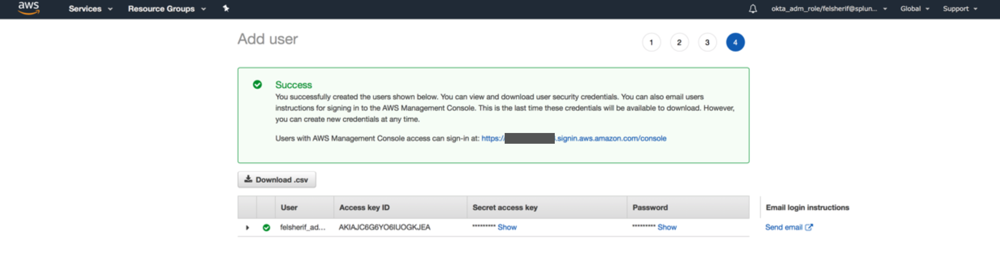 aws Services Resource Groups okta_adm_role/felsherif@splun... Global Support
Add user 1 2 3 4
Success
You successfully created the users shown below. You can view and download user security credentials. You can also email users
instructions for signing in to the AWS Management Console. This is the last time these credentials will be available to download. However,
you can create new credentials at any time.
Users with AWS Management Console access can sign-in at: https:// .signin.aws.amazon.com/console
Download .csv
User Access key ID Secret access key Password Email login instructions
felsherif_ad... AKIAJC6G6YO6IUOGKJEA ********* Show ********* Show Send email